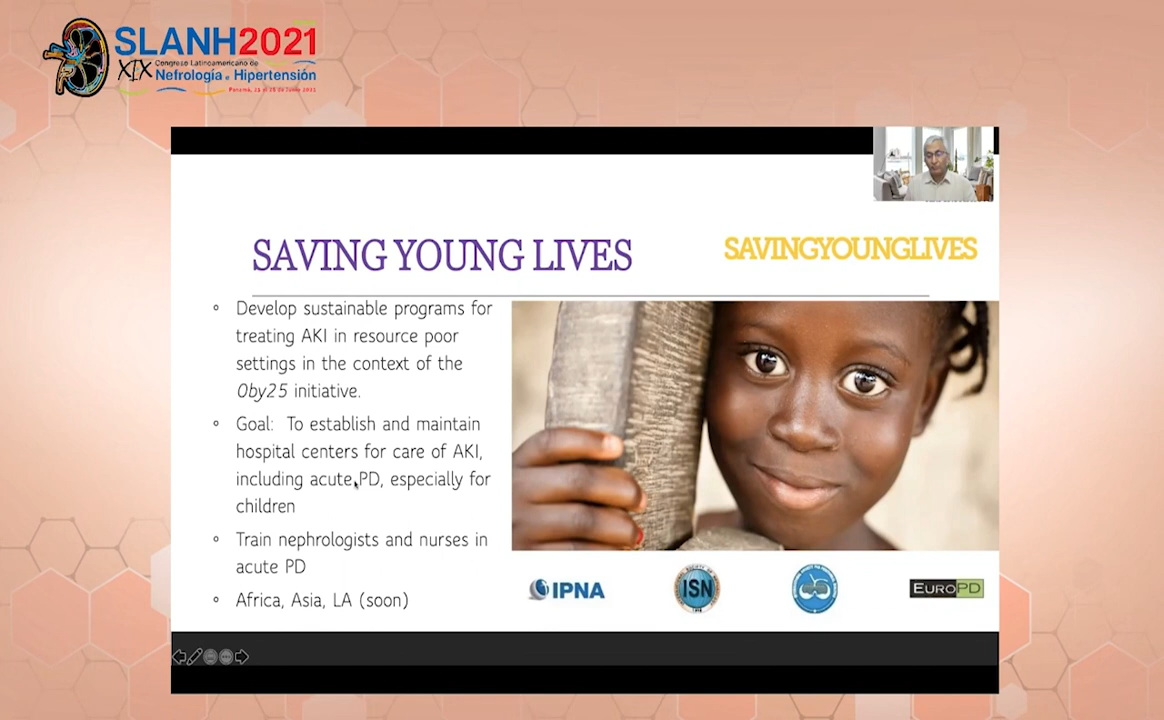 SLANH2021
XIX Congreso Latinoamericano de
Nefrología e Hipertensión
SAVING YOUNG LIVES
SAVINGYOUNGLIVES
◦ Develop sustainable programs for
treating AKI in resource poor
settings in the context of the
0by25 initiative.
◦ Goal: To establish and maintain
hospital centers for care of AKI,
including acute PD, especially for
children
◦ Train nephrologists and nurses in
acute PD
◦ Africa, Asia, LA (soon)
IPNA
ISN
EUROPD